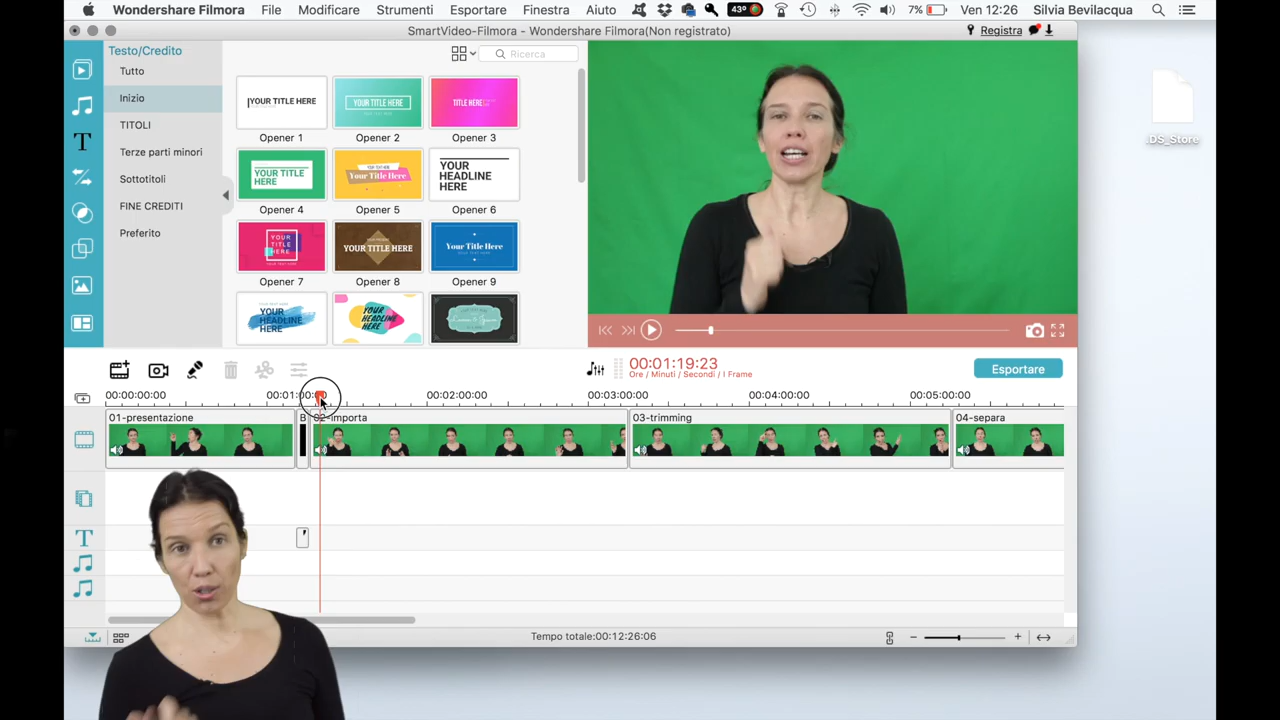 Wondershare Filmora File Modificare Strumenti Esportare Finestra Aiuto 43° 7% Ven 12:26 Silvia Bevilacqua
SmartVideo-Filmora - Wondershare Filmora(Non registrato)
Registra
Testo/Credito
Ricerca
Tutto
Inizio
TITOLI
Terze parti minori
Sottotitoli
FINE CREDITI
Preferito
YOUR TITLE HERE
YOUR TITLE HERE
TITLE HERE
Opener 1
Opener 2
Opener 3
YOUR TITLE
HERE
Your Title Here
YOUR
HEADLINE
HERE
Opener 4
Opener 5
Opener 6
YOUR
TITLE
HERE
YOUR TITLE HERE
Your Title Here
Opener 7
Opener 8
Opener 9
YOUR
HEADLINE
HERE
YOUR
HEADLINE
HERE
.DS_Store
00:01:19:23
Ore / Minuti / Secondi / I Frame
Esportare
00:00:00:00
00:01:00:00
00:02:00:00
00:03:00:00
00:04:00:00
00:05:00:00
01-presentazione
B
02-importa
03-trimming
04-separa
Tempo totale:00:12:26:06